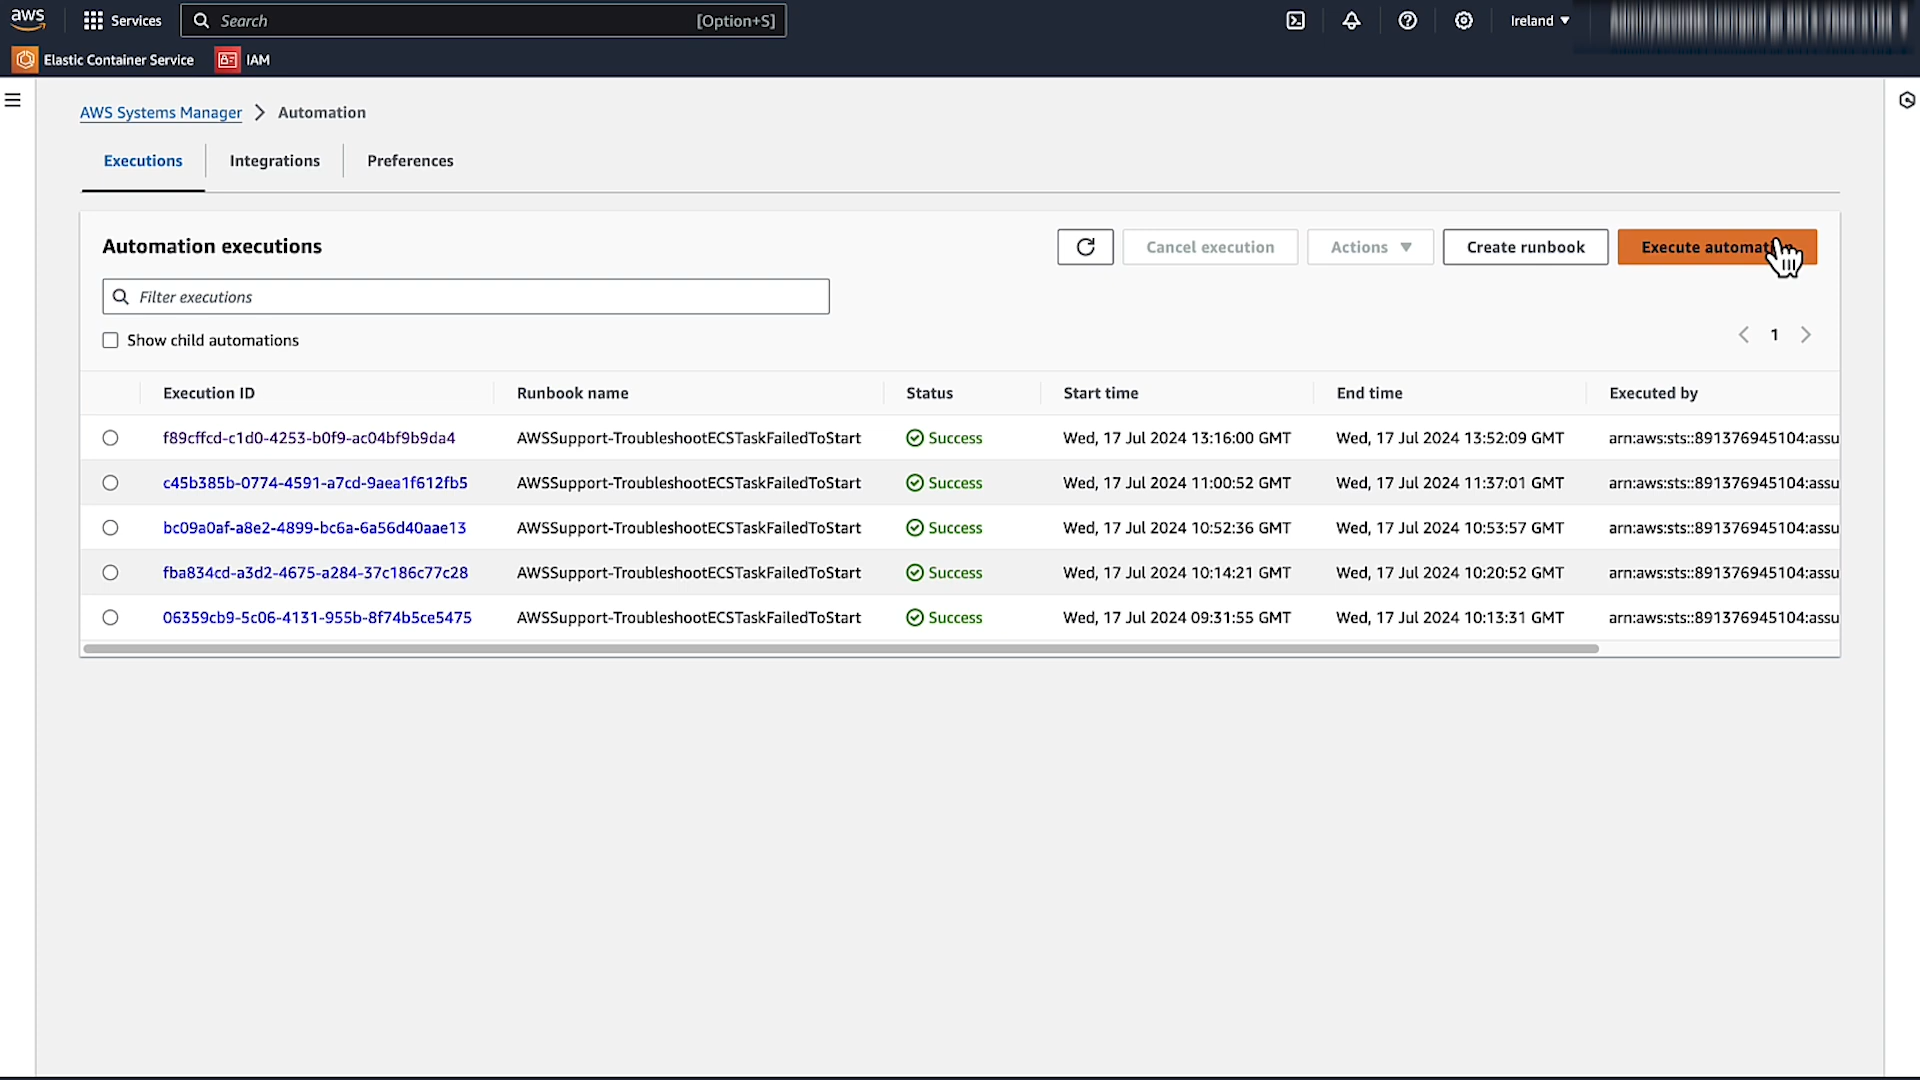 aws Services Search [Option+S] Ireland
Elastic Container Service IAM
AWS Systems Manager > Automation
Executions Integrations Preferences
Automation executions Cancel execution Actions Create runbook Execute
Filter executions
Show child automations 1
Execution ID Runbook name Status Start time End time Executed by
f89cffcd-c1d0-4253-b0f9-ac04bf9b9da4 AWSSupport-TroubleshootECSTaskFailedToStart Success Wed, 17 Jul 2024 13:16:00 GMT Wed, 17 Jul 2024 13:52:09 GMT arn:aws:sts::891376945104:assu
c45b385b-0774-4591-a7cd-9aea1f612fb5 AWSSupport-TroubleshootECSTaskFailedToStart Success Wed, 17 Jul 2024 11:00:52 GMT Wed, 17 Jul 2024 11:37:01 GMT arn:aws:sts::891376945104:assu
bc09a0af-a8e2-4899-bc6a-6a56d40aae13 AWSSupport-TroubleshootECSTaskFailedToStart Success Wed, 17 Jul 2024 10:52:36 GMT Wed, 17 Jul 2024 10:53:57 GMT arn:aws:sts::891376945104:assu
fba834cd-a3d2-4675-a284-37c186c77c28 AWSSupport-TroubleshootECSTaskFailedToStart Success Wed, 17 Jul 2024 10:14:21 GMT Wed, 17 Jul 2024 10:20:52 GMT arn:aws:sts::891376945104:assu
06359cb9-5c06-4131-955b-8f74b5ce5475 AWSSupport-TroubleshootECSTaskFailedToStart Success Wed, 17 Jul 2024 09:31:55 GMT Wed, 17 Jul 2024 10:13:31 GMT arn:aws:sts::891376945104:assu